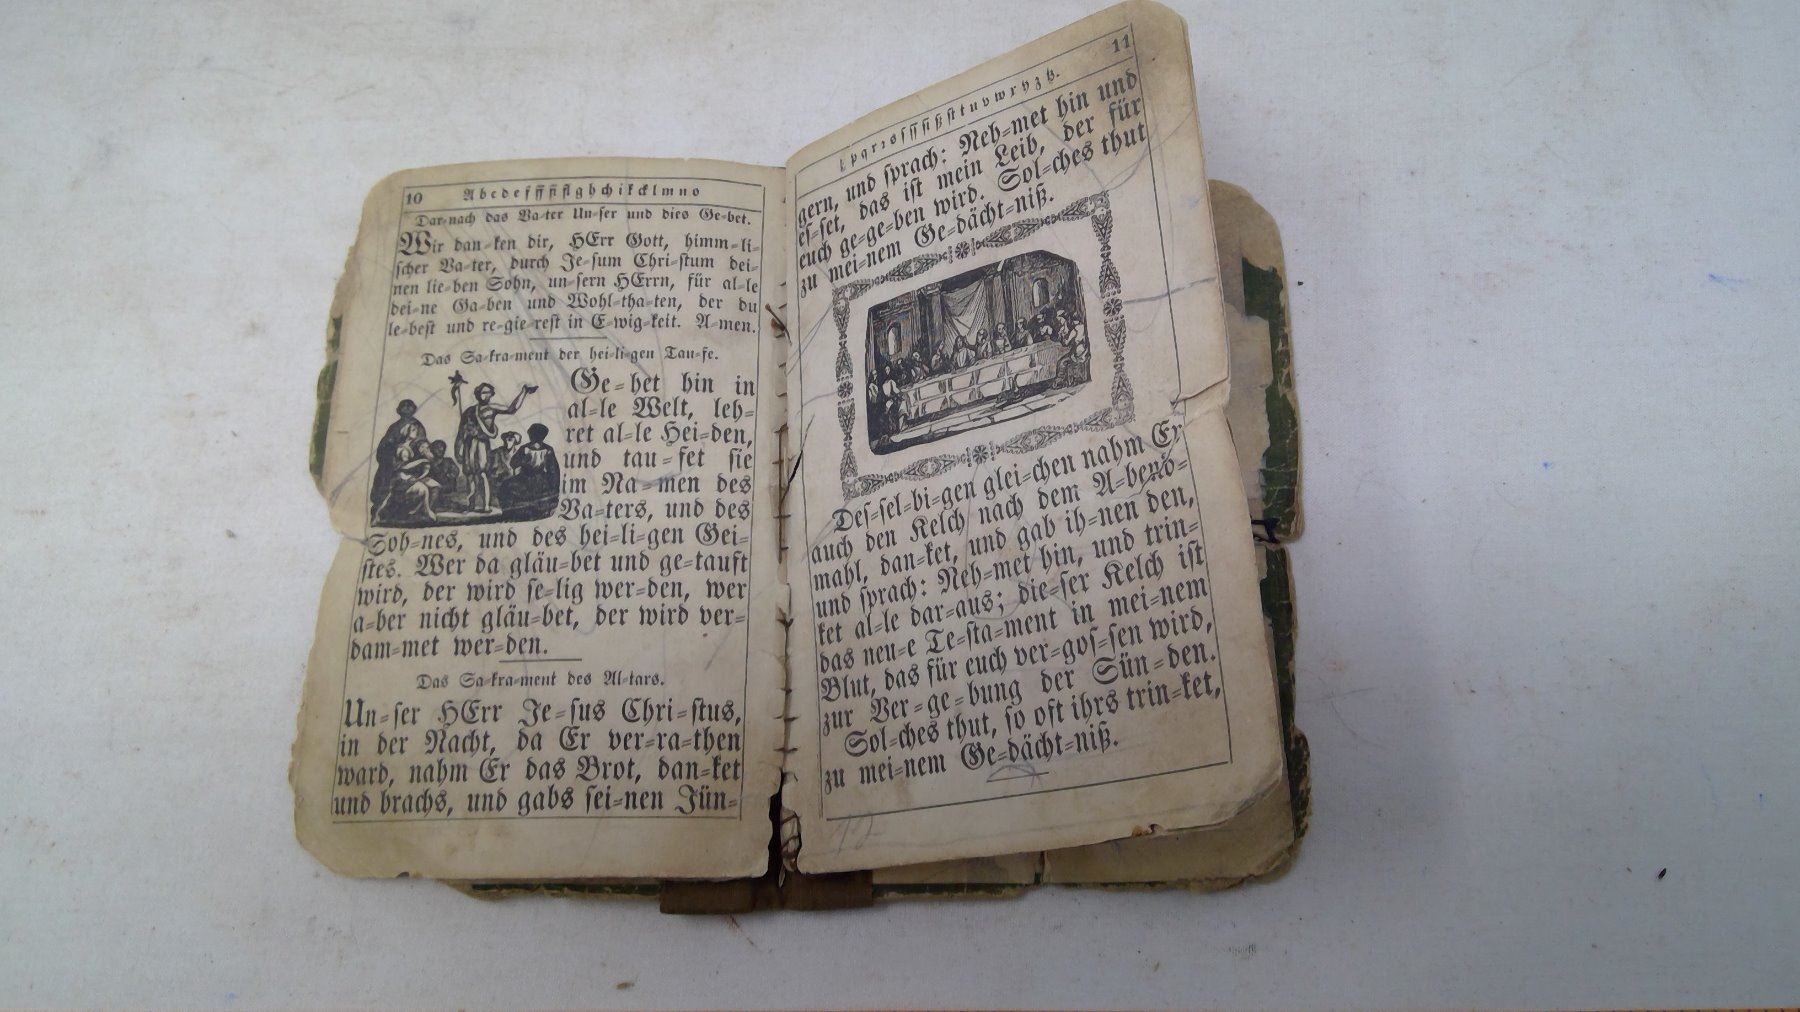 10 A b c d e f ff fi fl g h ch i k ck l m n o
Dar-nach das Va-ter Un-ser und dies Ge-bet.
Wir dan-ken dir, HErr Gott, himm-li-
scher Va-ter, durch Je-sum Chri-stum dei-
nen lie-ben Sohn, un-sern HErrn, für al-le
dei-ne Ga-ben und Wohl-tha-ten, der du
le-best und re-gie-rest in E-wig-keit. A-men.
Das Sa-kra-ment der hei-li-gen Tau-fe.
Ge-het hin in
al-le Welt, leh-
ret al-le Hei-den,
und tau-fet sie
im Na-men des
Va-ters, und des
Soh-nes, und des hei-li-gen Gei-
stes. Wer da gläu-bet und ge-tauft
wird, der wird se-lig wer-den, wer
a-ber nicht gläu-bet, der wird ver-
dam-met wer-den.
Das Sa-kra-ment des Al-tars.
Un-ser HErr Je-sus Chri-stus,
in der Nacht, da Er ver-ra-then
ward, nahm Er das Brot, dan-ket
und brachs, und gabs sei-nen Jün-
p q r s ſ ſſ ſi ß ſt t u v w x y z tz. 11
gern, und sprach: Neh-met hin und
es-set, das ist mein Leib, der für
euch ge-ge-ben wird. Sol-ches thut
zu mei-nem Ge-dächt-niß.
Des-sel-bi-gen glei-chen nahm Er
auch den Kelch nach dem A-bend-
mahl, dan-ket, und gab ih-nen den,
und sprach: Neh-met hin, und trin-
ket al-le dar-aus; die-ser Kelch ist
das neu-e Te-sta-ment in mei-nem
Blut, das für euch ver-gos-sen wird,
zur Ver-ge-bung der Sün-den.
Sol-ches thut, so oft ihrs trin-ket,
zu mei-nem Ge-dächt-niß.